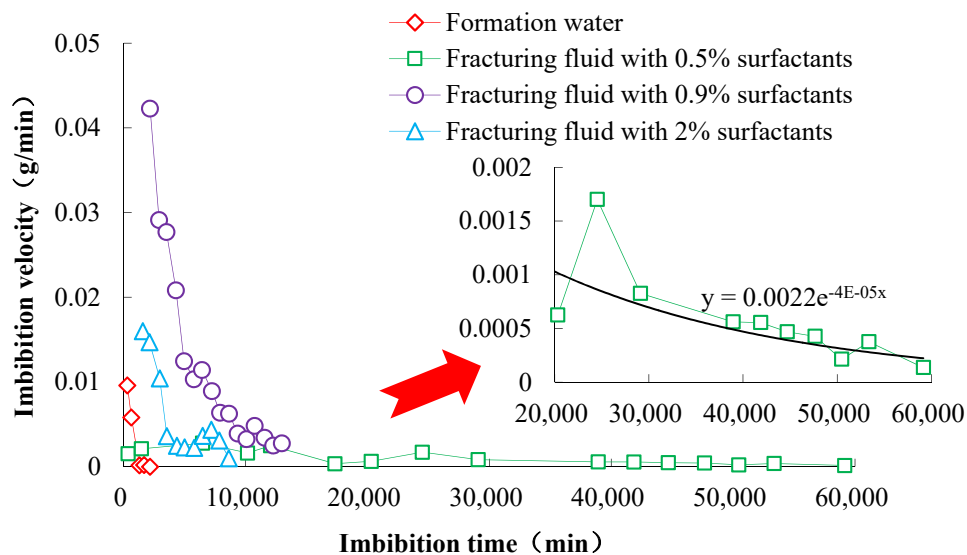 Formation water
Fracturing fluid with 0.5% surfactants
Fracturing fluid with 0.9% surfactants
Fracturing fluid with 2% surfactants
Imbibition velocity（g/min）
0.05
0.04
0.03
0.02
0.01
0
0.002
0.0015
0.001
0.0005
0
y = 0.0022e^-4E-05x
20,000 30,000 40,000 50,000 60,000
0 10,000 20,000 30,000 40,000 50,000 60,000
Imbibition time（min）